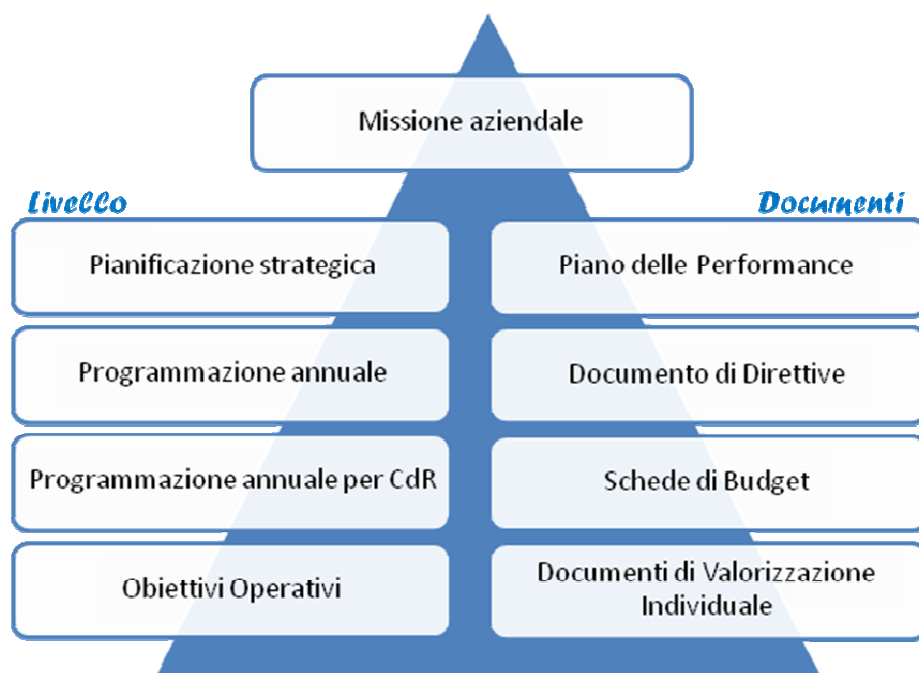 Missione aziendale
Livello
Documenti
Pianificazione strategica
Piano delle Performance
Programmazione annuale
Documento di Direttive
Programmazione annuale per CdR
Schede di Budget
Obiettivi Operativi
Documenti di Valorizzazione
Individuale